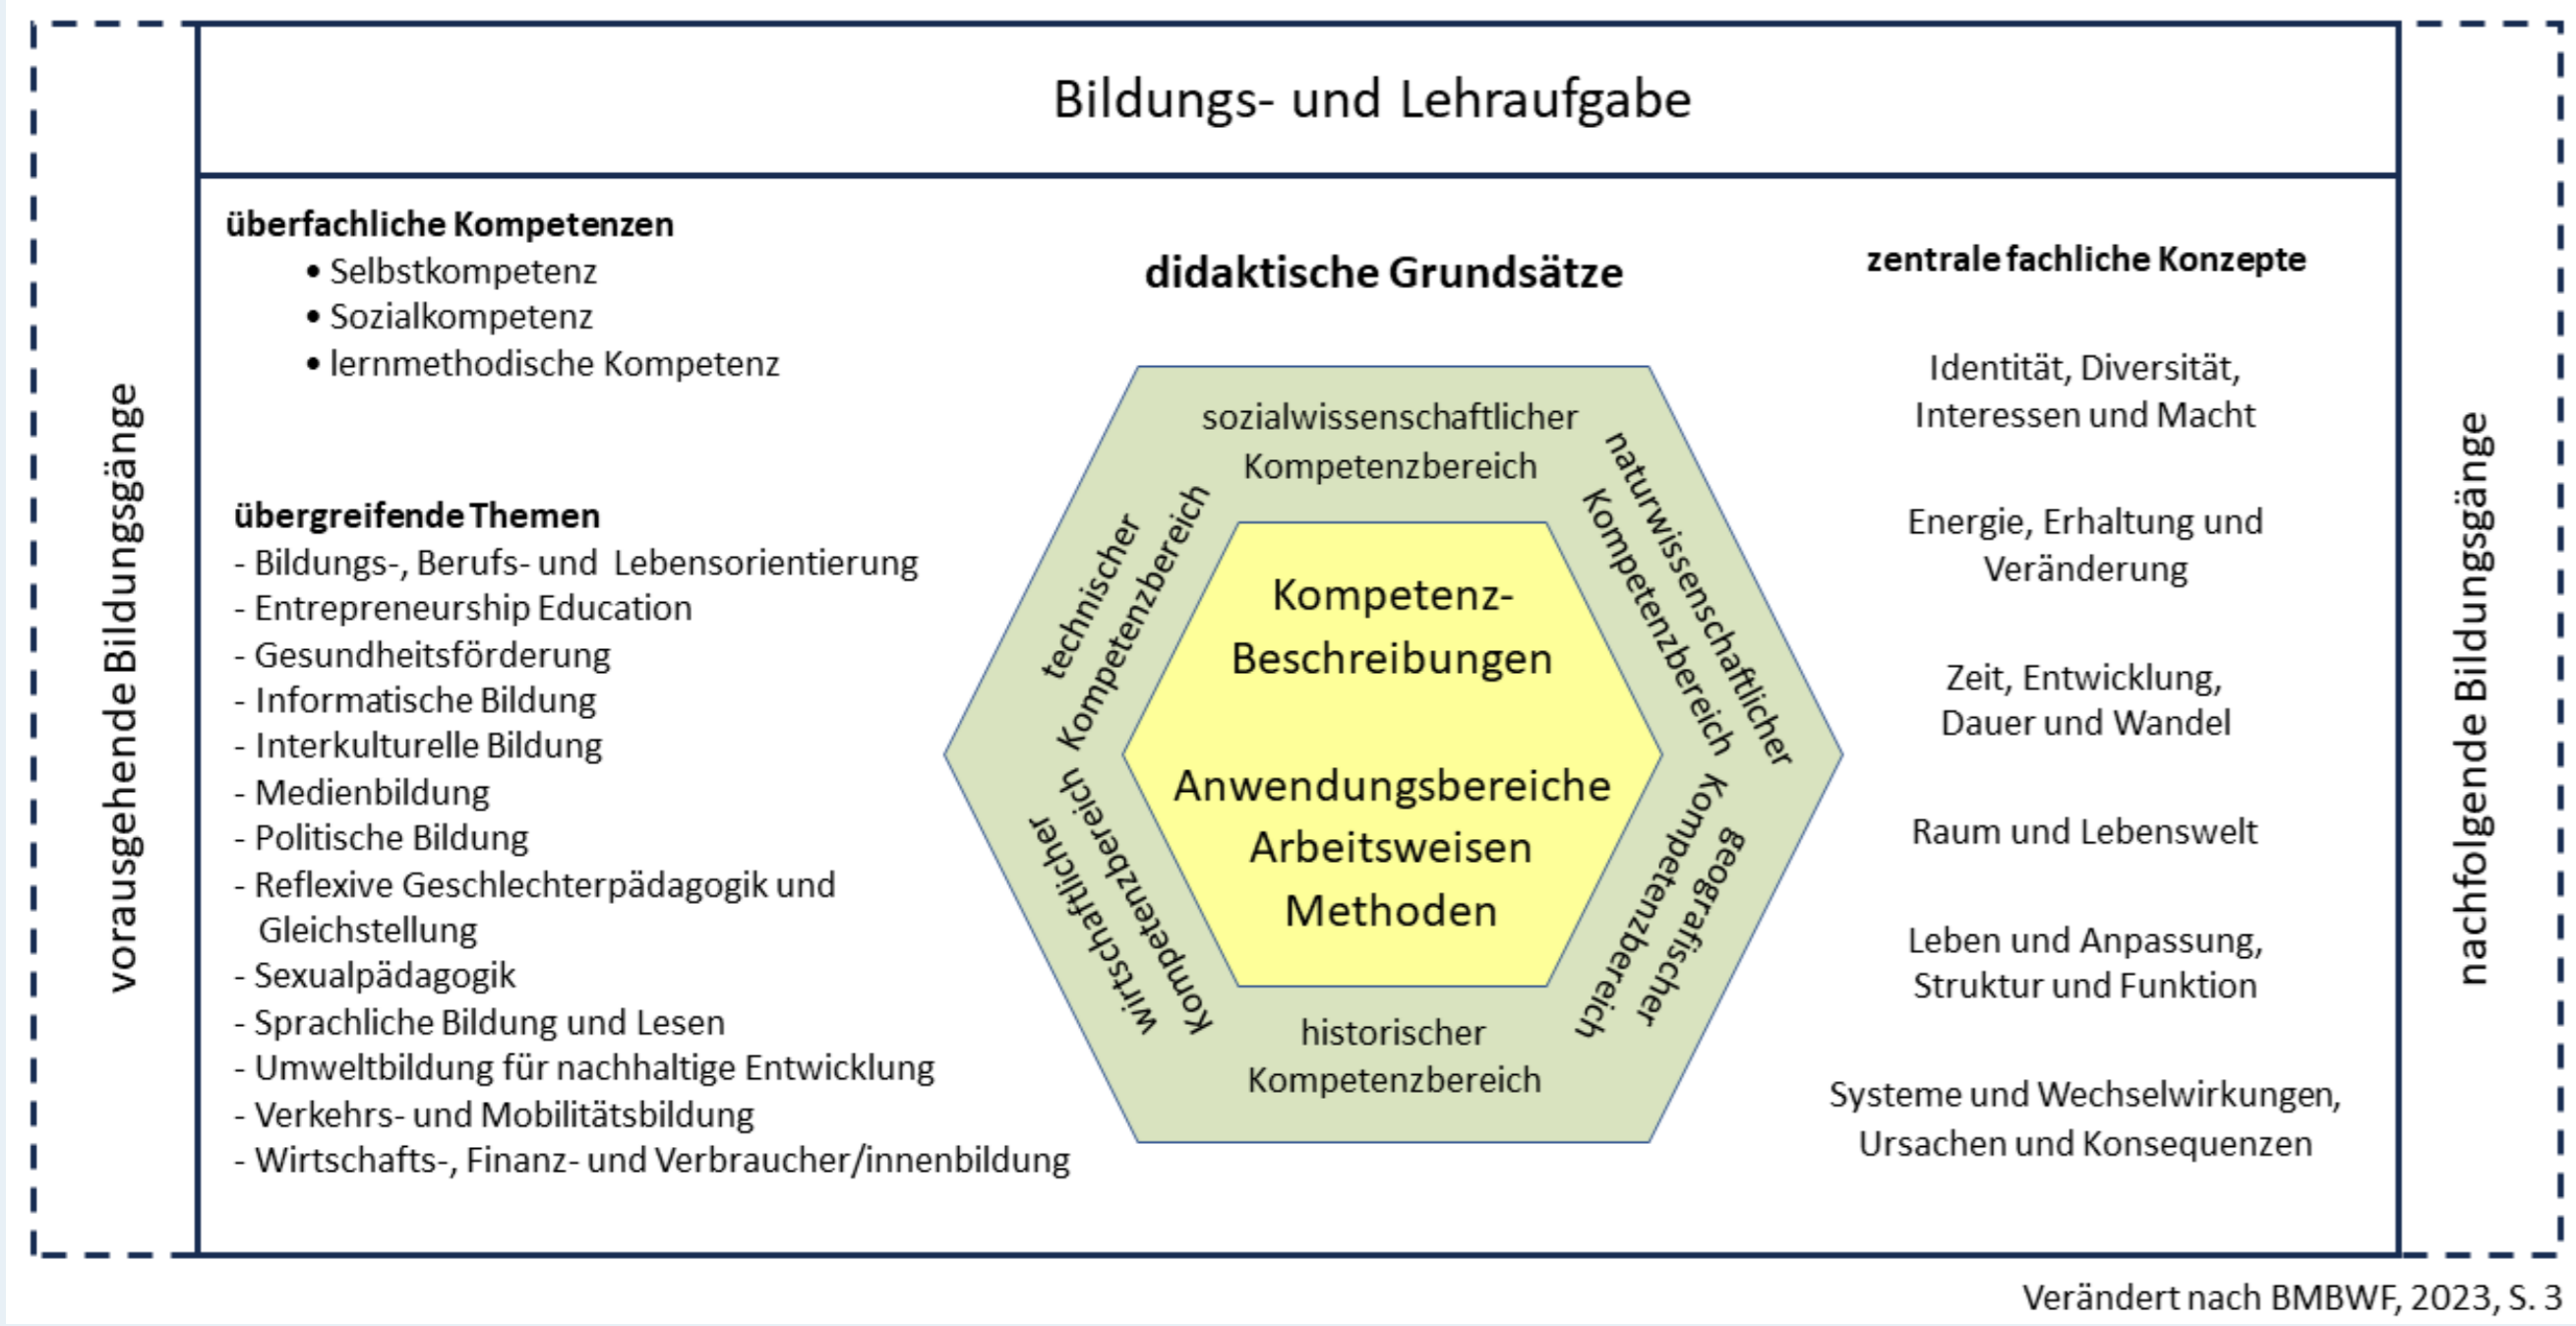 Bildungs- und Lehraufgabe
vorausgehende Bildungsgänge
überfachliche Kompetenzen
• Selbstkompetenz
• Sozialkompetenz
• lernmethodische Kompetenz
übergreifende Themen
- Bildungs-, Berufs- und Lebensorientierung
- Entrepreneurship Education
- Gesundheitsförderung
- Informatische Bildung
- Interkulturelle Bildung
- Medienbildung
- Politische Bildung
- Reflexive Geschlechterpädagogik und
Gleichstellung
- Sexualpädagogik
- Sprachliche Bildung und Lesen
- Umweltbildung für nachhaltige Entwicklung
- Verkehrs- und Mobilitätsbildung
- Wirtschafts-, Finanz- und Verbraucher/innenbildung
didaktische Grundsätze
sozialwissenschaftlicher
Kompetenzbereich
naturwissenschaftlicher
Kompetenzbereich
geografischer
Kompetenzbereich
historischer
Kompetenzbereich
wirtschaftlicher
Kompetenzbereich
technischer
Kompetenzbereich
Kompetenz-
Beschreibungen
Anwendungsbereiche
Arbeitsweisen
Methoden
zentrale fachliche Konzepte
Identität, Diversität,
Interessen und Macht
Energie, Erhaltung und
Veränderung
Zeit, Entwicklung,
Dauer und Wandel
Raum und Lebenswelt
Leben und Anpassung,
Struktur und Funktion
Systeme und Wechselwirkungen,
Ursachen und Konsequenzen
nachfolgende Bildungsgänge
Verändert nach BMBWF, 2023, S. 3